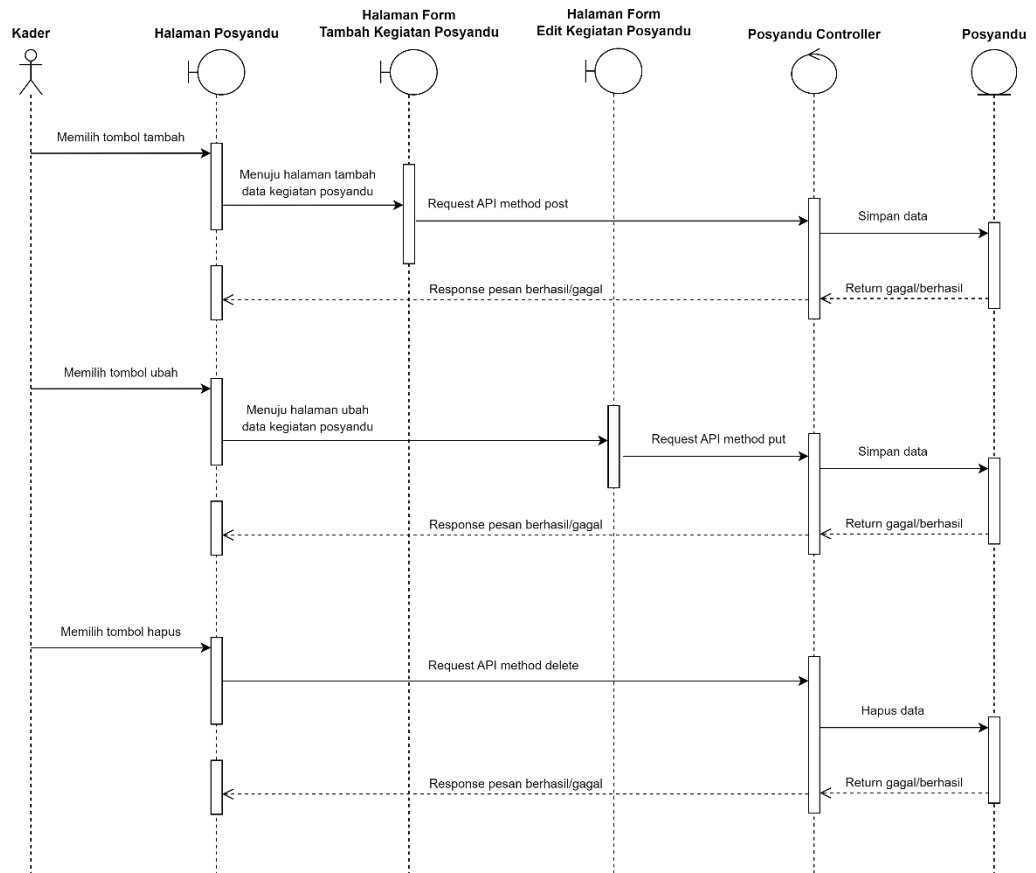 Kader
Halaman Posyandu
Halaman Form
Tambah Kegiatan Posyandu
Halaman Form
Edit Kegiatan Posyandu
Posyandu Controller
Posyandu
Memilih tombol tambah
Menuju halaman tambah
data kegiatan posyandu
Request API method post
Simpan data
Response pesan berhasil/gagal
Return gagal/berhasil
Memilih tombol ubah
Menuju halaman ubah
data kegiatan posyandu
Request API method put
Simpan data
Response pesan berhasil/gagal
Return gagal/berhasil
Memilih tombol hapus
Request API method delete
Hapus data
Response pesan berhasil/gagal
Return gagal/berhasil